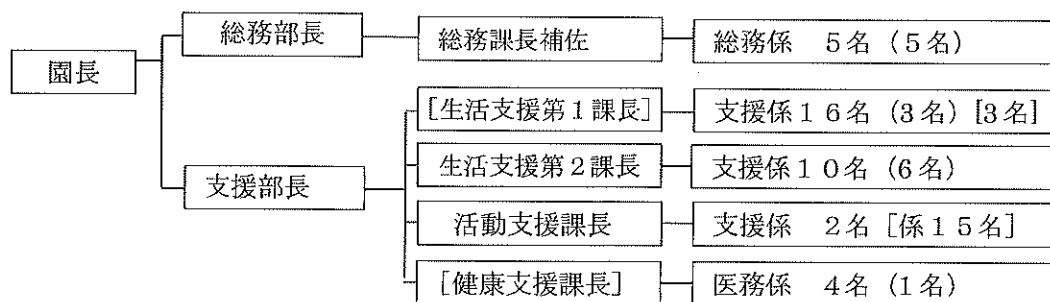 総務部長
総務課長補佐
総務係 5名 (5名)
園長
[生活支援第1課長]
支援係16名 (3名) [3名]
生活支援第2課長
支援係10名 (6名)
支援部長
活動支援課長
支援係 2名 [係15名]
[健康支援課長]
医務係 4名 (1名)